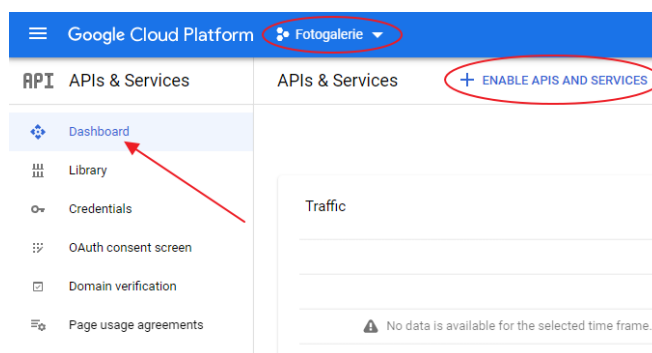 Google Cloud Platform Fotogalerie
API APIs & Services
APIs & Services + ENABLE APIS AND SERVICES
Dashboard
Library
Credentials
OAuth consent screen
Domain verification
Page usage agreements
Traffic
No data is available for the selected time frame.